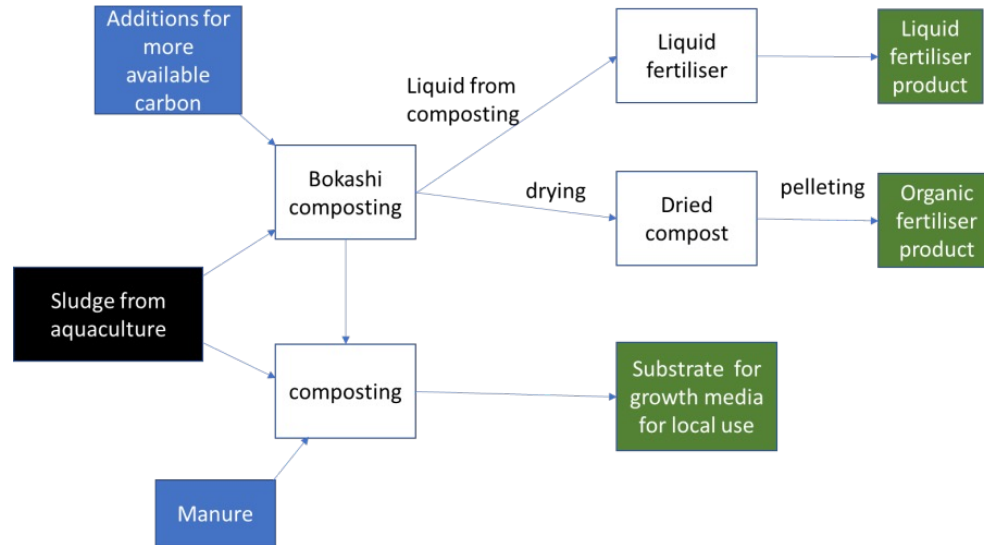 Additions for
more
available
carbon
Liquid from
composting
Liquid
fertiliser
Liquid
fertiliser
product
Bokashi
composting
drying
Dried
compost
pelleting
Organic
fertiliser
product
Sludge from
aquaculture
composting
Substrate for
growth media
for local use
Manure